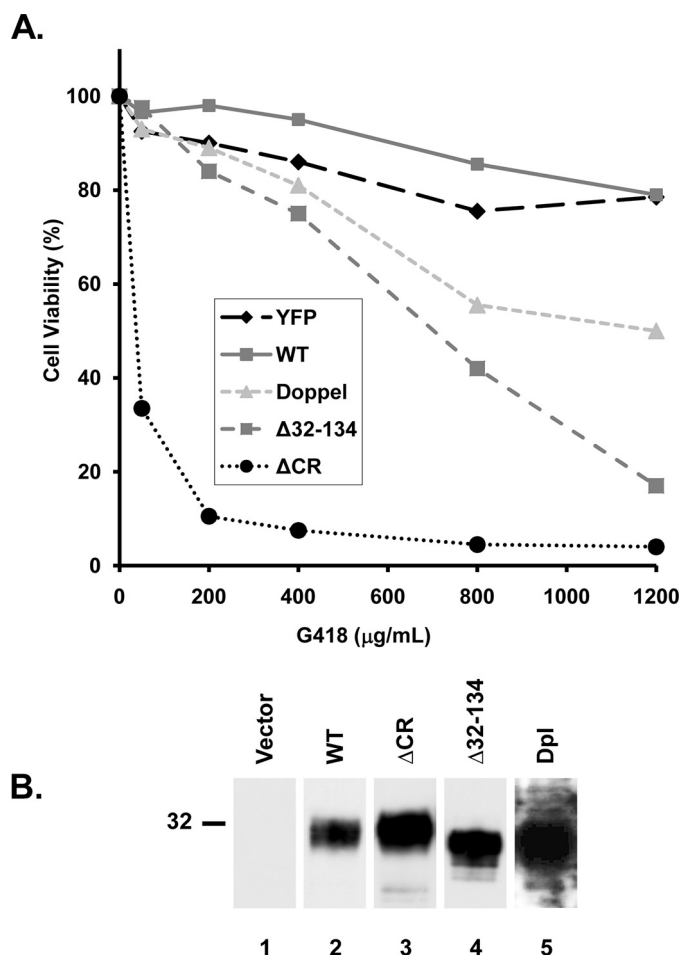 A.
100
80
60
40
20
0
Cell Viability (%)
YFP
WT
Doppel
Δ32-134
ΔCR
0 200 400 600 800 1000 1200
G418 (μg/mL)
B.
Vector
WT
ΔCR
Δ32-134
Dpl
32
1 2 3 4 5